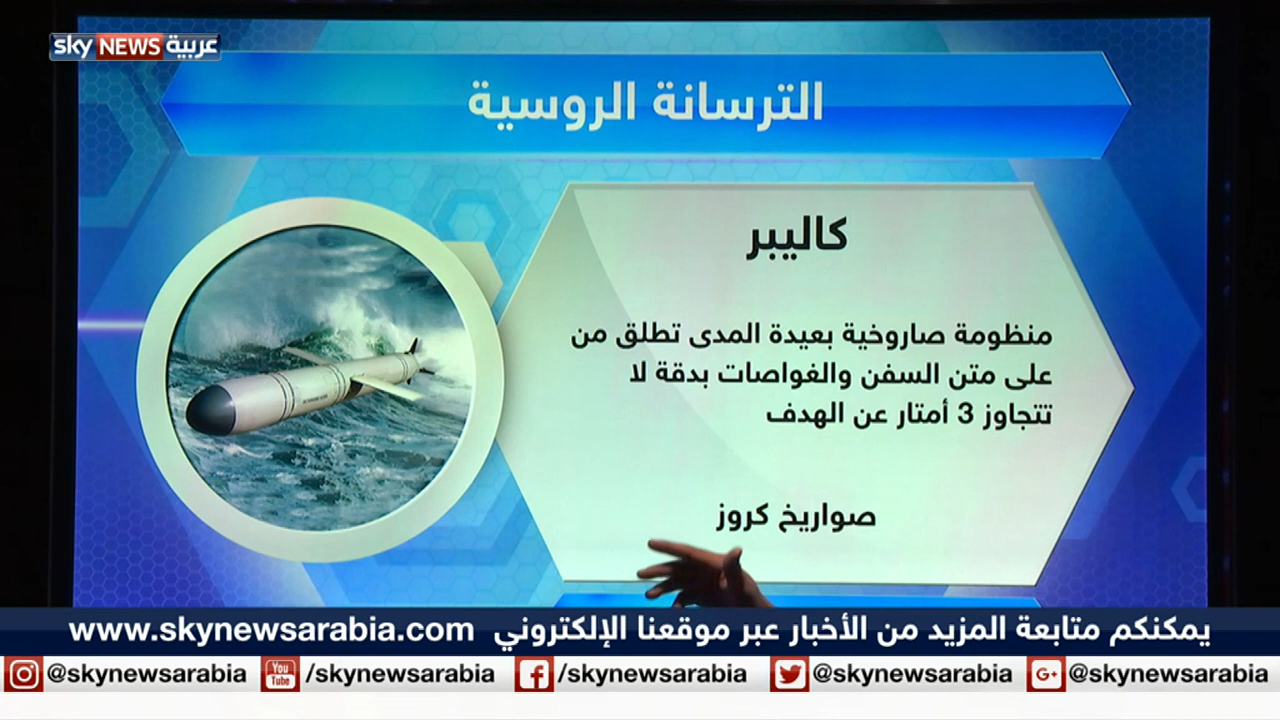 sky NEWS عربية
الترسانة الروسية
كاليبر
منظومة صاروخية بعيدة المدى تطلق من
على متن السفن والغواصات بدقة لا
تتجاوز 3 أمتار عن الهدف
صواريخ كروز
يمكنكم متابعة المزيد من الأخبار عبر موقعنا الإلكتروني www.skynewsarabia.com
@skynewsarabia You Tube /skynewsarabia /skynewsarabia @skynewsarabia G+ @skynewsarabia